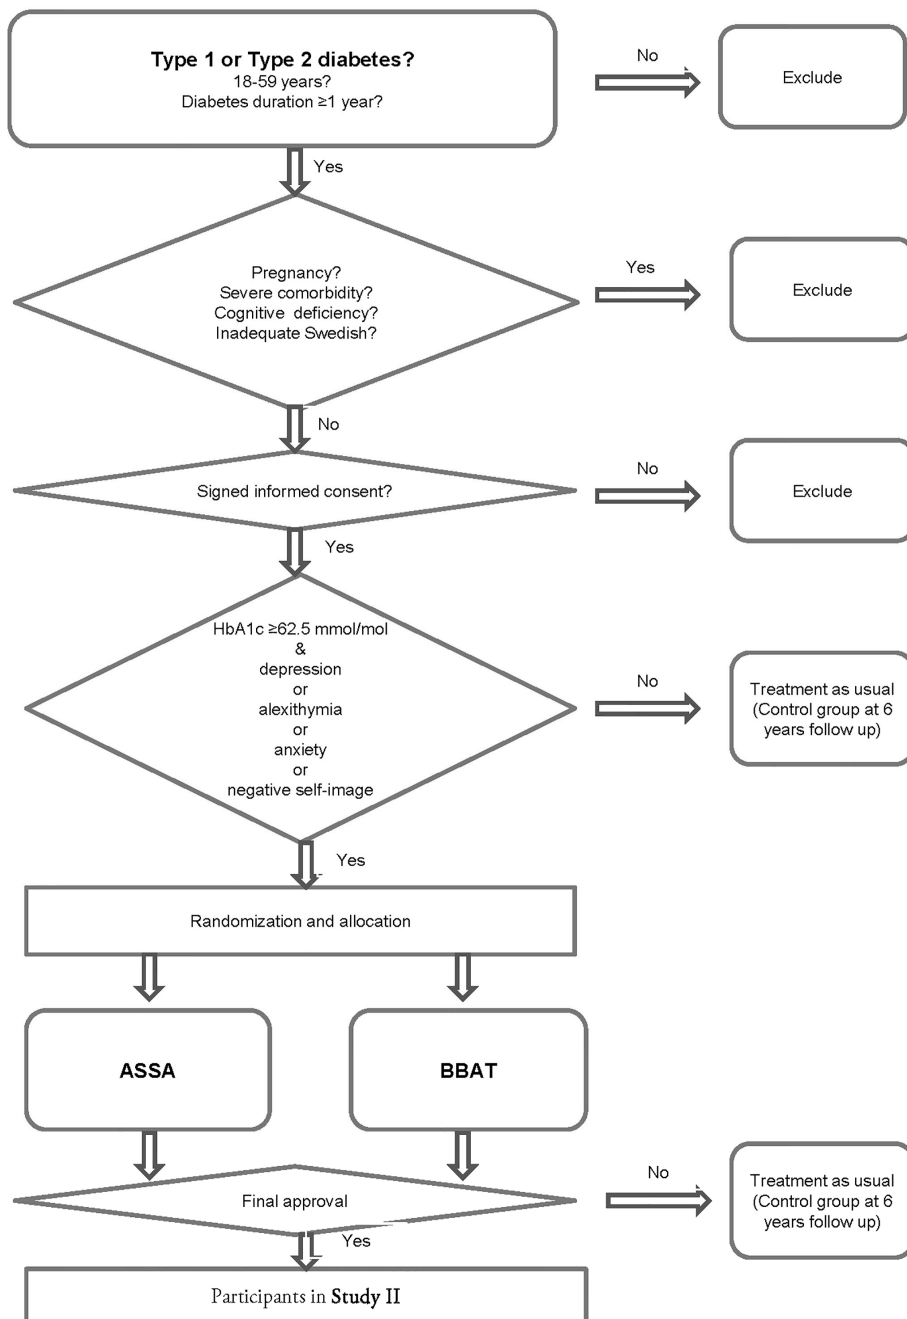 Type 1 or Type 2 diabetes?
18-59 years?
Diabetes duration ≥1 year?
No
Exclude
Yes
Pregnancy?
Severe comorbidity?
Cognitive deficiency?
Inadequate Swedish?
Yes
Exclude
No
Signed informed consent?
No
Exclude
Yes
HbA1c ≥62.5 mmol/mol
&
depression
or
alexithymia
or
anxiety
or
negative self-image
No
Treatment as usual
(Control group at 6
years follow up)
Yes
Randomization and allocation
ASSA
BBAT
Final approval
No
Treatment as usual
(Control group at 6
years follow up)
Yes
Participants in Study II